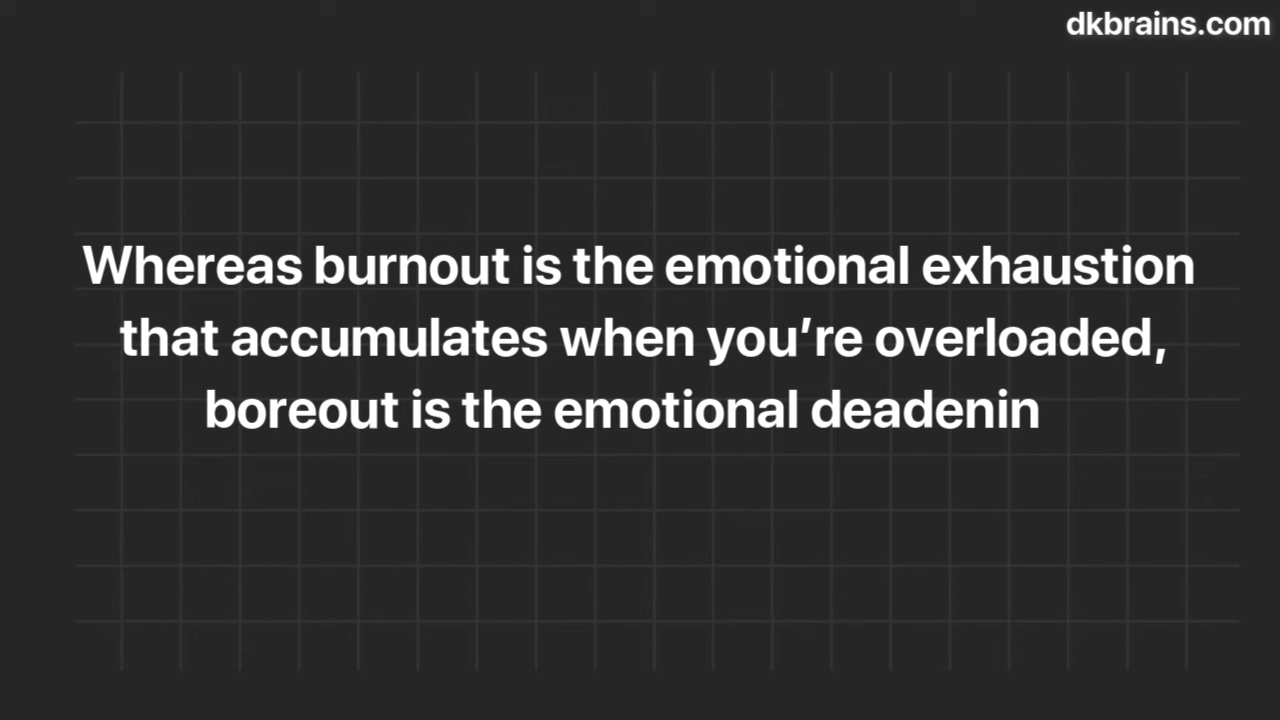 dkbrains.com
Whereas burnout is the emotional exhaustion
that accumulates when you’re overloaded,
boreout is the emotional deadenin